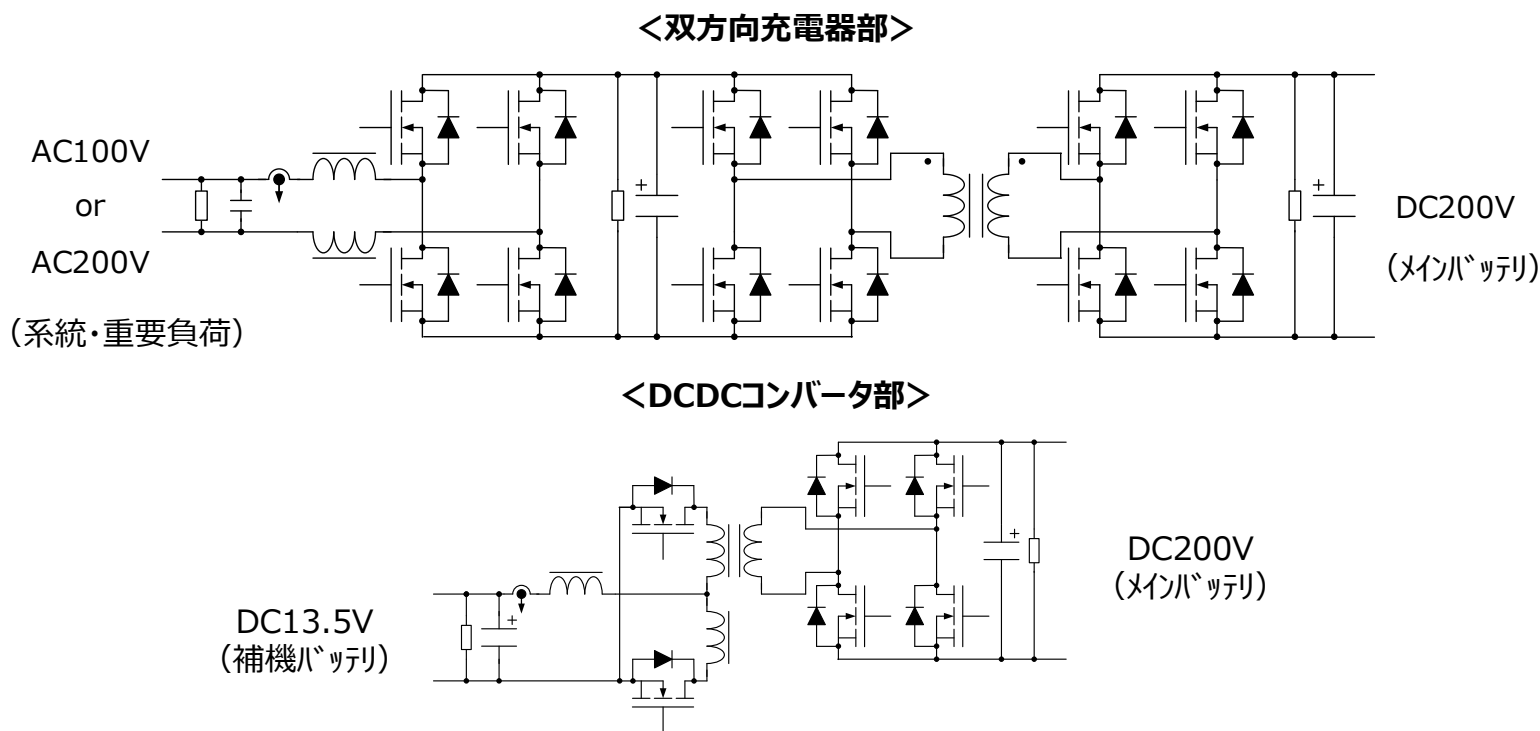 <双方向充電器部>
AC100V
or
AC200V
(系統・重要負荷)
+
+
DC200V
(メインバッテリ)
<DCDCコンバータ部>
+
DC200V
(メインバッテリ)
+
DC13.5V
(補機バッテリ)